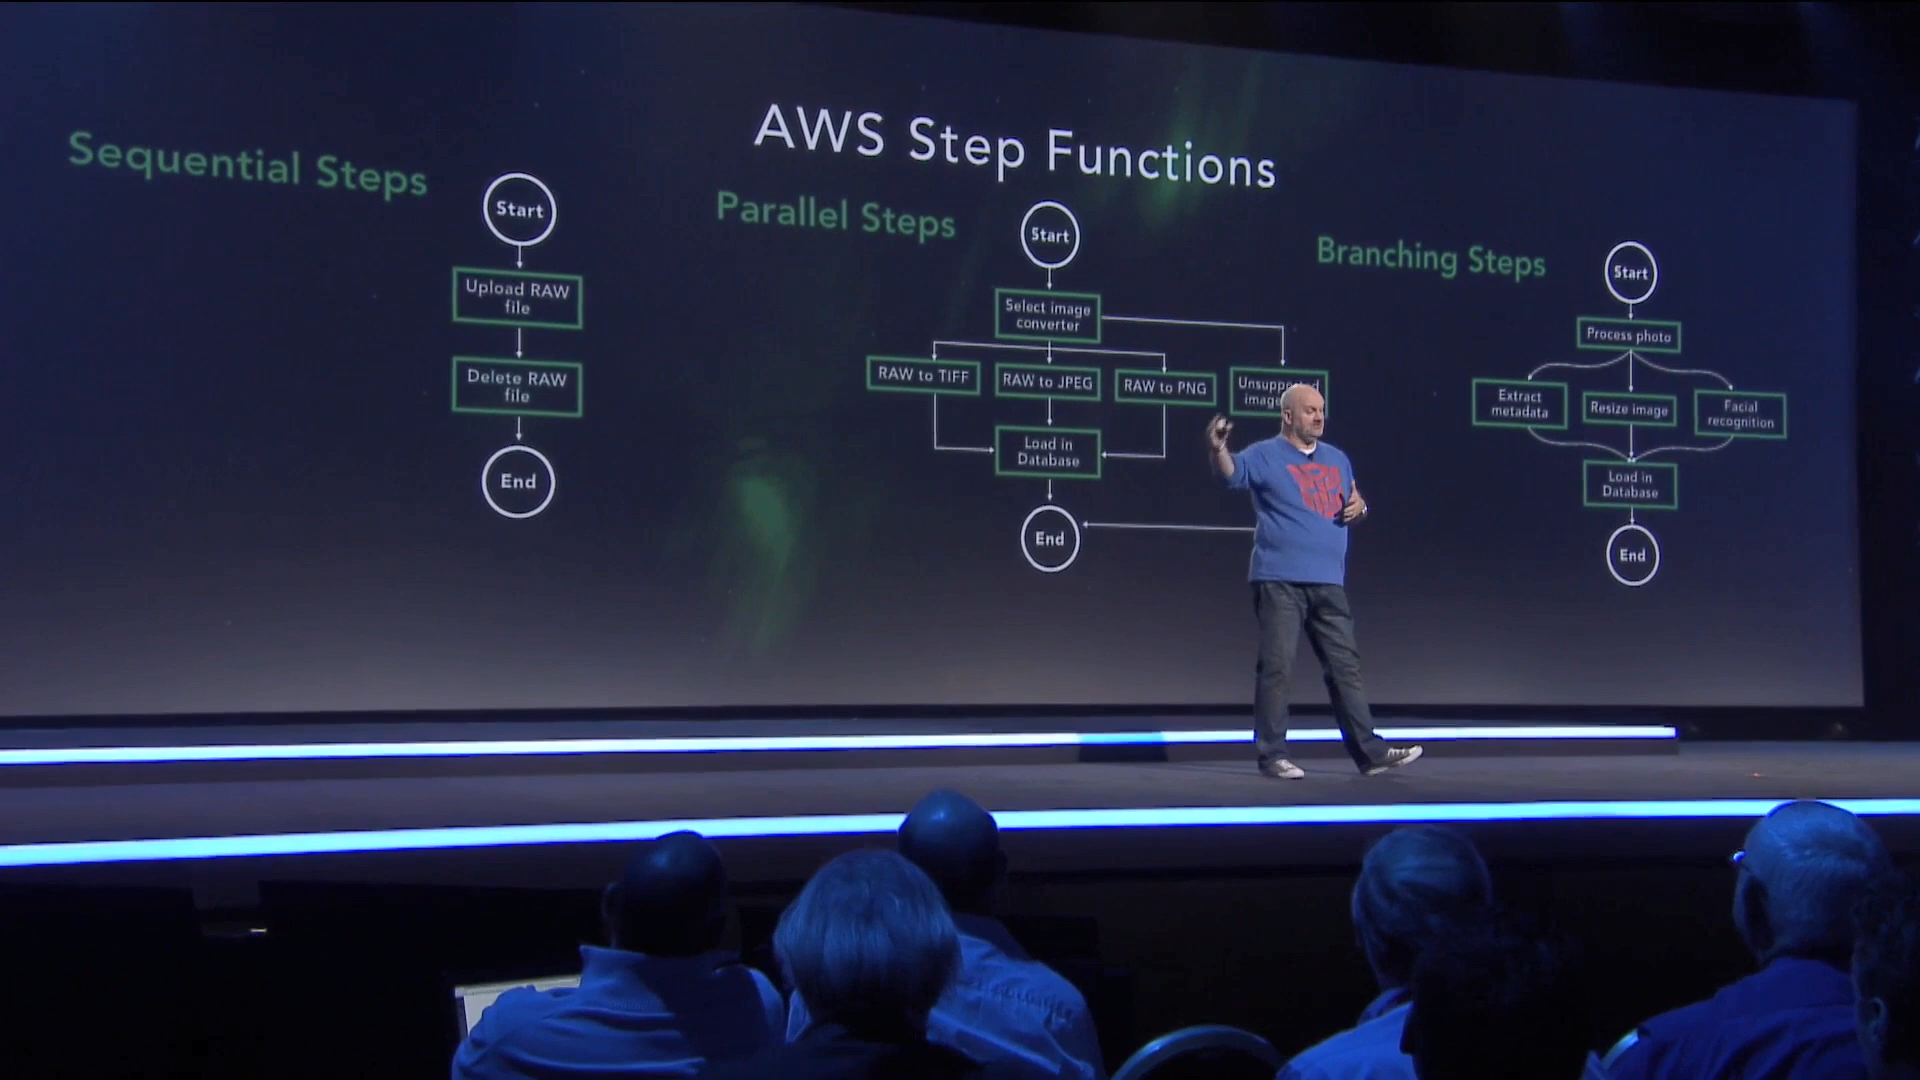 AWS Step Functions
Sequential Steps
Start
Upload RAW
file
Delete RAW
file
End
Parallel Steps
Start
Select image
converter
RAW to TIFF
RAW to JPEG
RAW to PNG
Load in
Database
End
Branching Steps
Start
Process photo
Extract
metadata
Resize image
Facial
recognition
Load in
Database
End